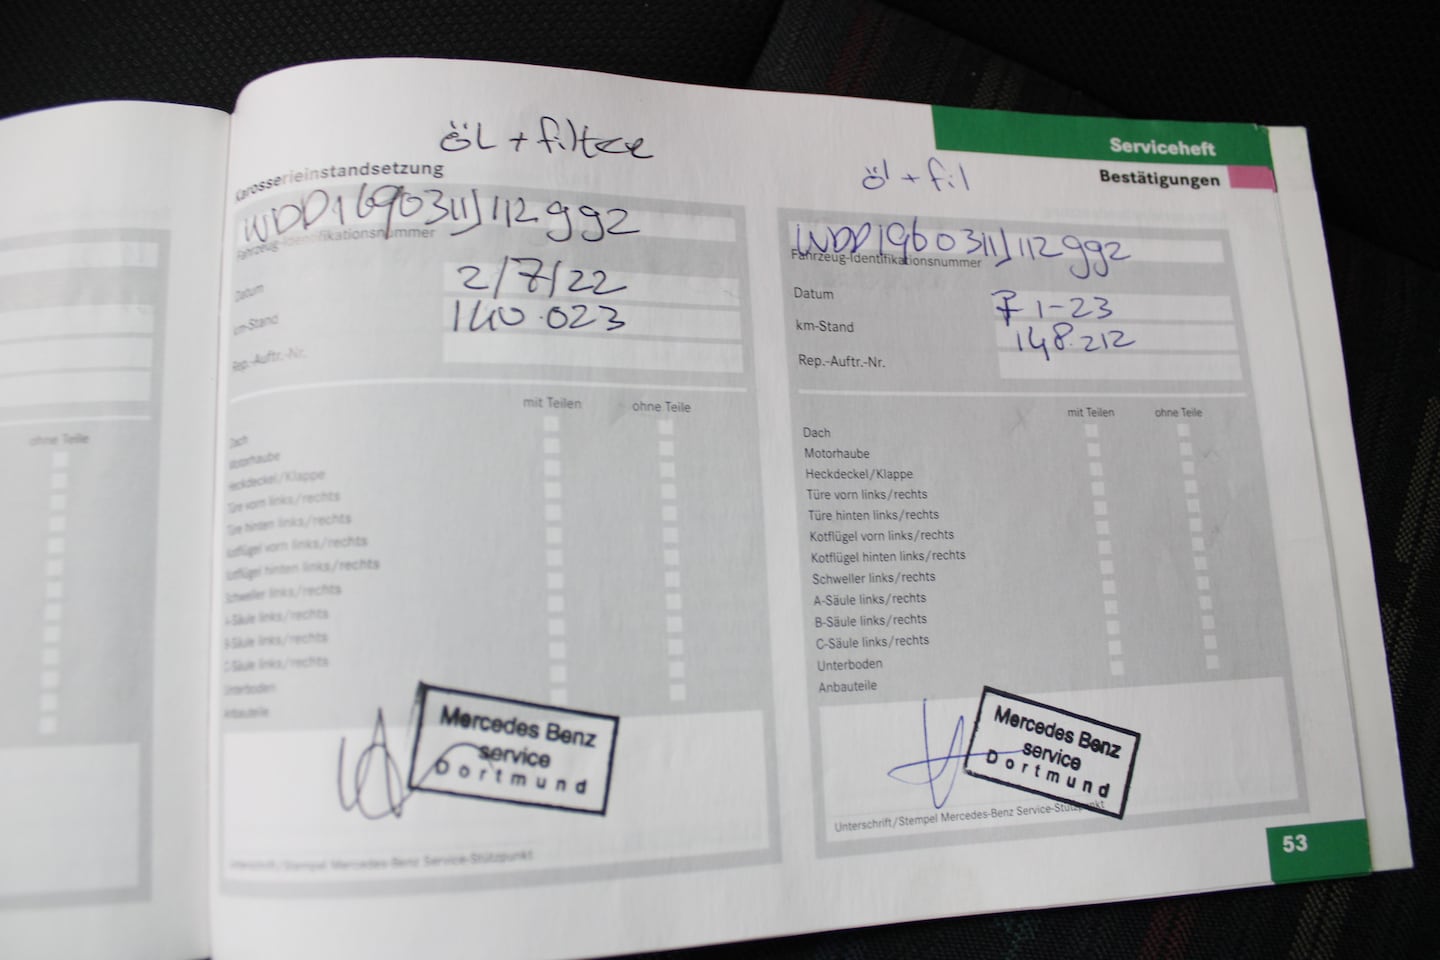 ohne Teile
öL + filtee
Karosserieinstandsetzung
WDD1690311J112992
Fahrzeug-Identifikationsnummer
Datum 2/7/22
km-Stand 140.023
Rep.-Auftr.-Nr.
mit Teilen ohne Teile
Dach
Motorhaube
Heckdeckel/Klappe
Türe vorn links/rechts
Türe hinten links/rechts
Kotflügel vorn links/rechts
Kotflügel hinten links/rechts
Schweller links/rechts
A-Säule links/rechts
B-Säule links/rechts
C-Säule links/rechts
Unterboden
Anbauteile
Mercedes Benz
service
Dortmund
Unterschrift/Stempel Mercedes-Benz Service-Stützpunkt
Serviceheft
Bestätigungen
öl + fil
WDD1960311J112992
Fahrzeug-Identifikationsnummer
Datum 7 1-23
km-Stand 148.212
Rep.-Auftr.-Nr.
mit Teilen ohne Teile
Dach
Motorhaube
Heckdeckel/Klappe
Türe vorn links/rechts
Türe hinten links/rechts
Kotflügel vorn links/rechts
Kotflügel hinten links/rechts
Schweller links/rechts
A-Säule links/rechts
B-Säule links/rechts
C-Säule links/rechts
Unterboden
Anbauteile
Mercedes Benz
service
Dortmund
Unterschrift/Stempel Mercedes-Benz Service-Stützpunkt
53